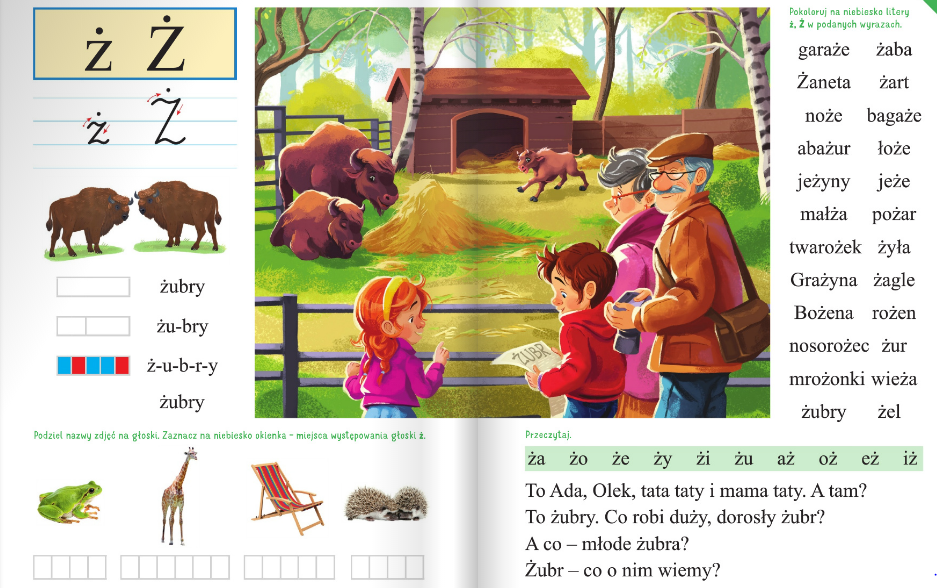 ż Ż
ż Ż
żubry
żu-bry
ż-u-b-r-y
żubry
Podziel nazwy zdjęć na głoski. Zaznacz na niebiesko okienka – miejsca występowania głoski ż.
ŻUBR
Pokoloruj na niebiesko litery
ż, Ż w podanych wyrazach.
garaże żaba
Żaneta żart
noże bagaże
abażur łoże
jeżyny jeże
małża pożar
twarożek żyła
Grażyna żagle
Bożena rożen
nosorożec żur
mrożonki wieża
żubry żel
Przeczytaj.
ża żo że ży żi żu aż oż eż iż
To Ada, Olek, tata taty i mama taty. A tam?
To żubry. Co robi duży, dorosły żubr?
A co – młode żubra?
Żubr – co o nim wiemy?